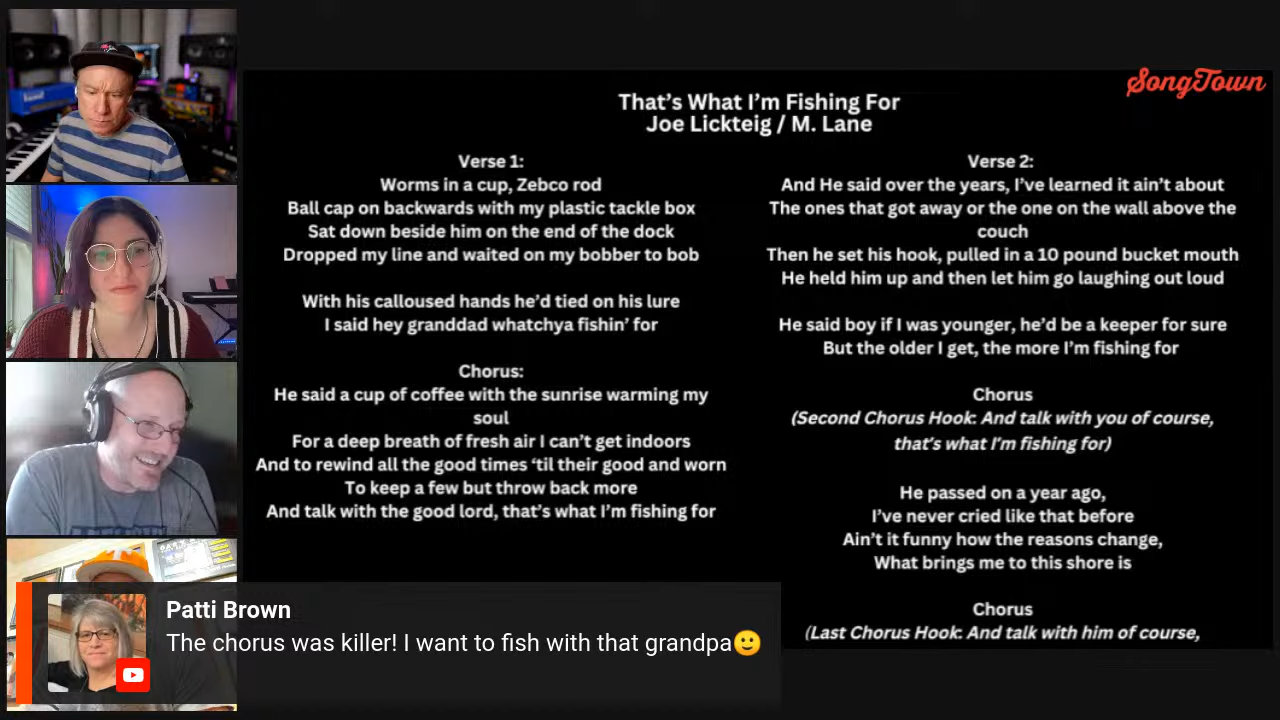 SongTown
That's What I'm Fishing For
Joe Lickteig / M. Lane
Verse 1:
Worms in a cup, Zebco rod
Ball cap on backwards with my plastic tackle box
Sat down beside him on the end of the dock
Dropped my line and waited on my bobber to bob
With his calloused hands he'd tied on his lure
I said hey granddad whatchya fishin' for
Chorus:
He said a cup of coffee with the sunrise warming my
soul
For a deep breath of fresh air I can't get indoors
And to rewind all the good times 'til their good and worn
To keep a few but throw back more
And talk with the good lord, that's what I'm fishing for
Verse 2:
And He said over the years, I've learned it ain't about
The ones that got away or the one on the wall above the
couch
Then he set his hook, pulled in a 10 pound bucket mouth
He held him up and then let him go laughing out loud
He said boy if I was younger, he'd be a keeper for sure
But the older I get, the more I'm fishing for
Chorus
(Second Chorus Hook: And talk with you of course,
that's what I'm fishing for)
He passed on a year ago,
I've never cried like that before
Ain't it funny how the reasons change,
What brings me to this shore is
Chorus
(Last Chorus Hook: And talk with him of course,
Patti Brown
The chorus was killer! I want to fish with that grandpa🙂